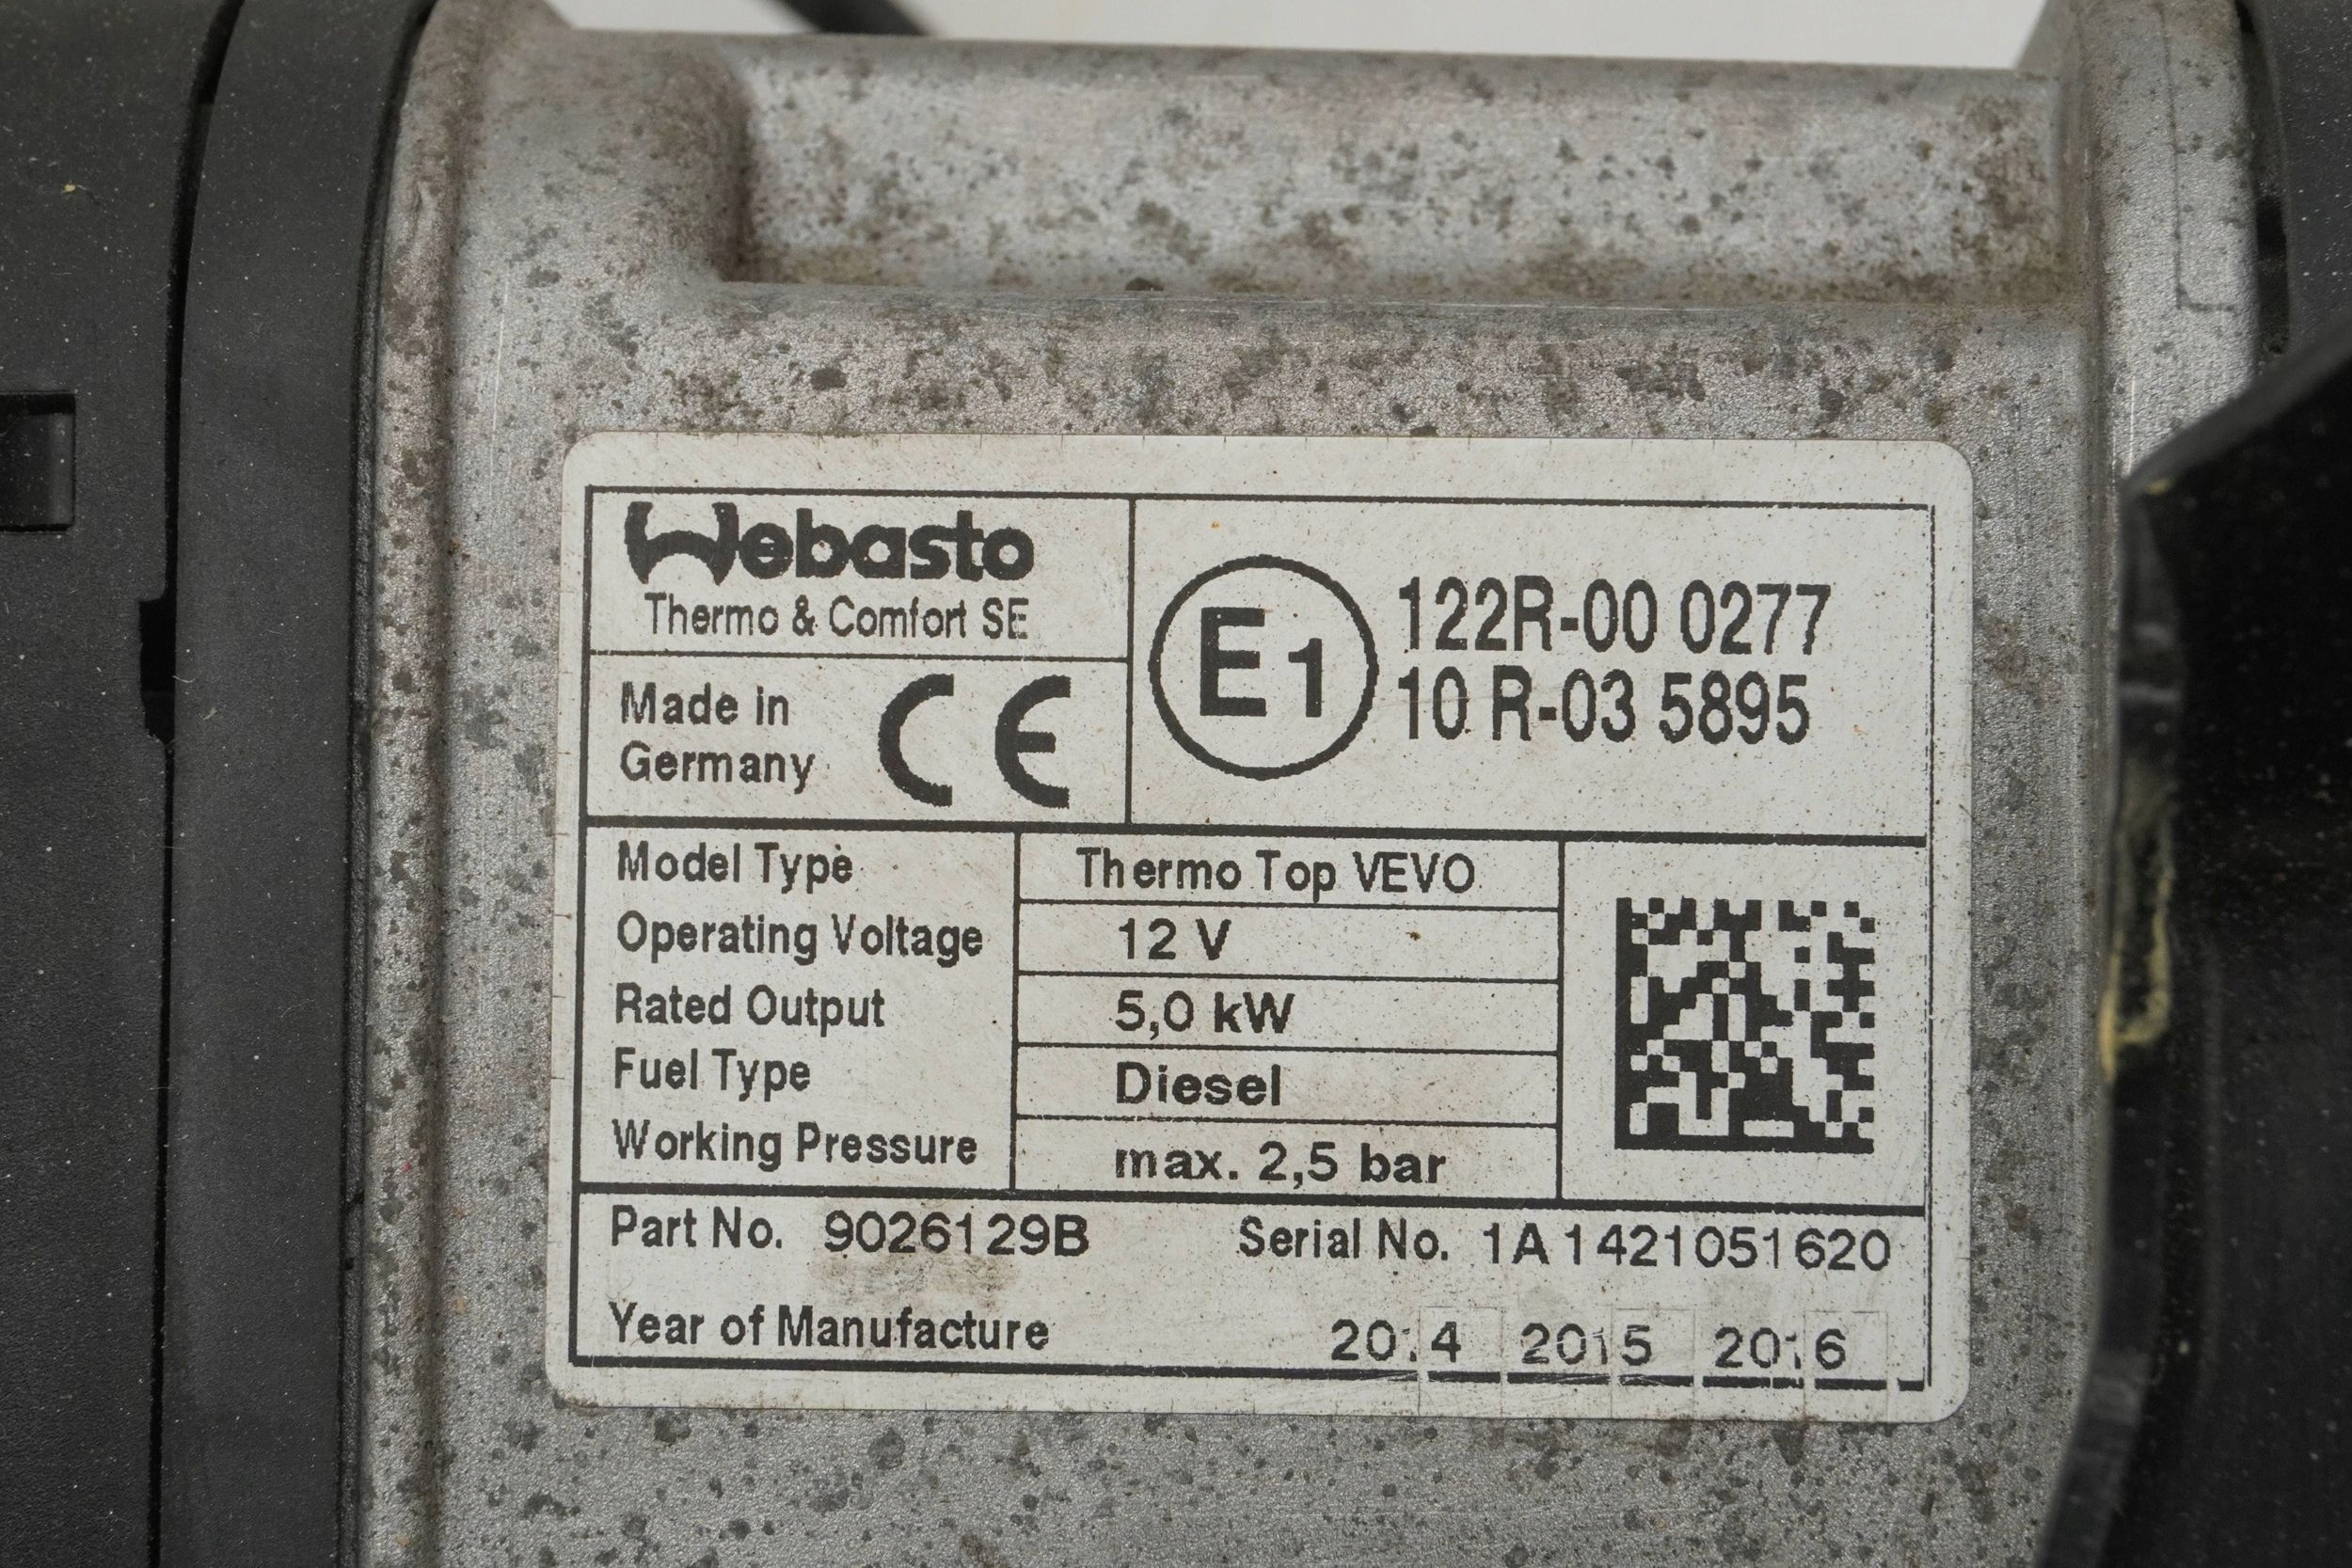 Webasto
Thermo & Comfort SE
Made in
Germany
CE
E1
122R-00 0277
10 R-03 5895
Model Type Thermo Top VEVO
Operating Voltage 12 V
Rated Output 5,0 kW
Fuel Type Diesel
Working Pressure max. 2,5 bar
Part No. 9026129B Serial No. 1A1421051620
Year of Manufacture 2014 2015 2016